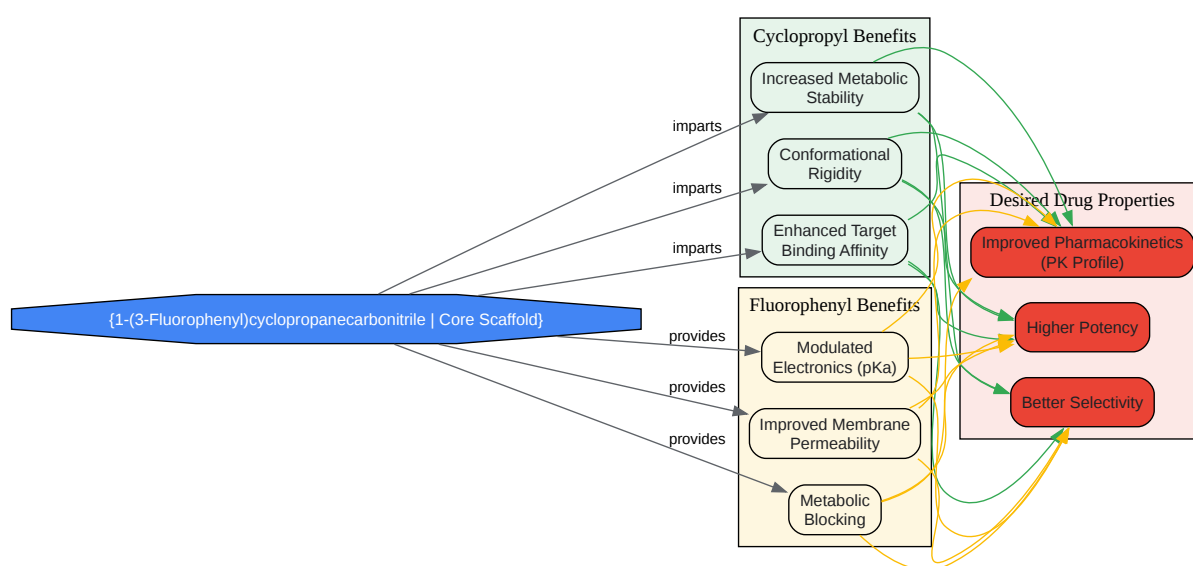 Cyclopropyl Benefits
Increased Metabolic
Stability
imparts
Conformational
Rigidity
imparts
Enhanced Target
Binding Affinity
imparts
Desired Drug Properties
Improved Pharmacokinetics
(PK Profile)
Higher Potency
Better Selectivity
{1-(3-Fluorophenyl)cyclopropanecarbonitrile | Core Scaffold}
Fluorophenyl Benefits
provides
Modulated
Electronics (pKa)
provides
Improved Membrane
Permeability
provides
Metabolic
Blocking